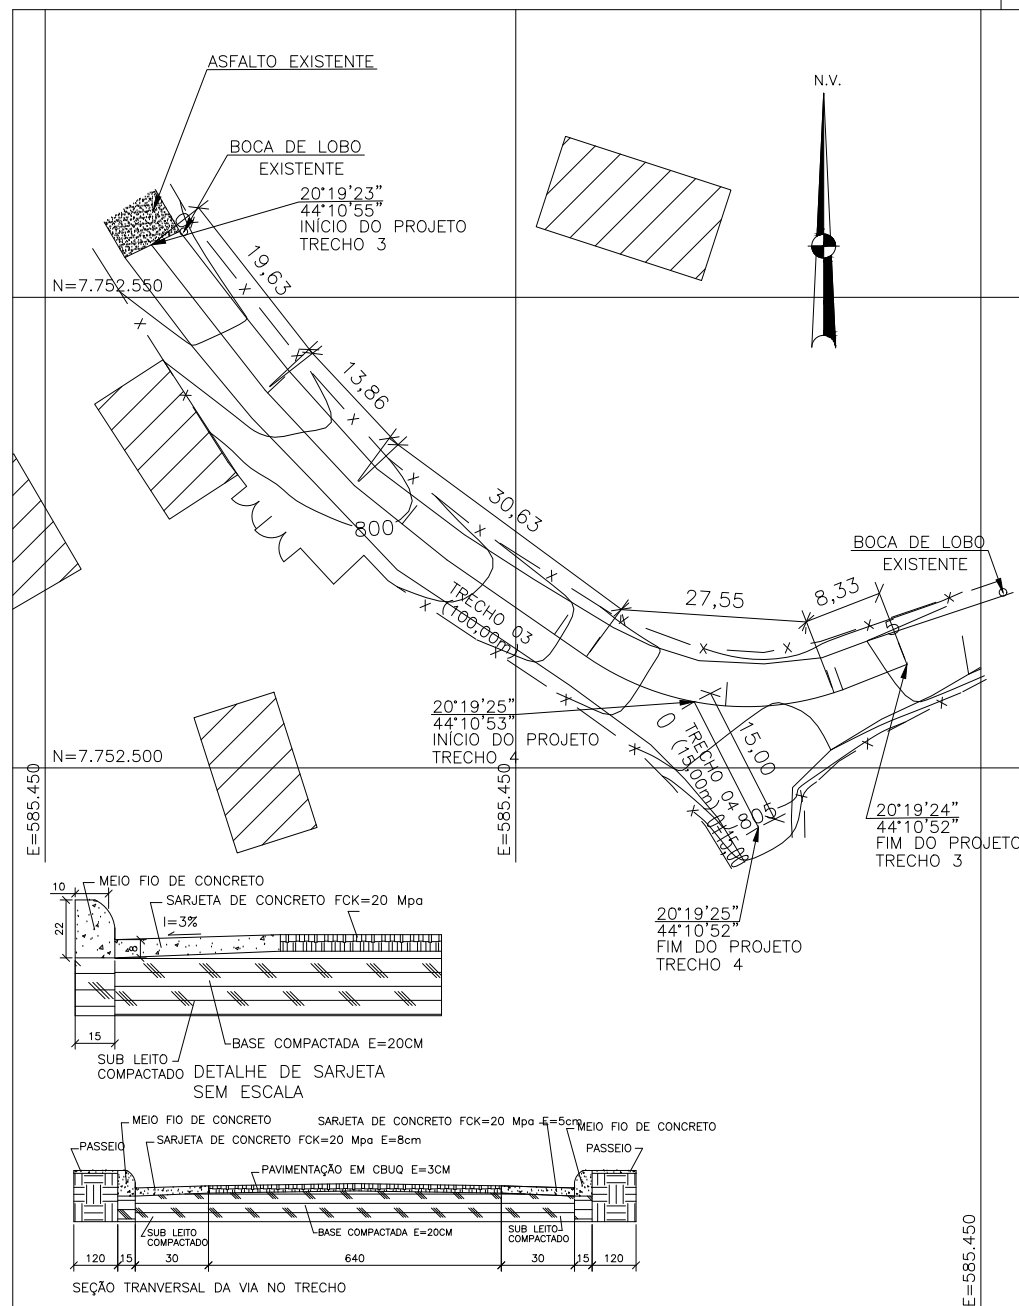 ASFALTO EXISTENTE
N.V.
BOCA DE LOBO
EXISTENTE
20°19'23"
44°10'55"
INÍCIO DO PROJETO
TRECHO 3
19,63
N=7.752.550
13,86
30,63
800
BOCA DE LOBO
EXISTENTE
TRECHO 03
(100,00m)
27,55
8,33
5
20°19'25"
44°10'53"
INÍCIO DO PROJETO
TRECHO 4
0
TRECHO 04
(15,00m)
15,00
805
N=7.752.500
E=585.450
E=585.450
20°19'24"
44°10'52"
FIM DO PROJETO
TRECHO 3
20°19'25"
44°10'52"
FIM DO PROJETO
TRECHO 4
10
MEIO FIO DE CONCRETO
SARJETA DE CONCRETO FCK=20 Mpa
I=3%
22
8
15
BASE COMPACTADA E=20CM
SUB LEITO
COMPACTADO
DETALHE DE SARJETA
SEM ESCALA
MEIO FIO DE CONCRETO
SARJETA DE CONCRETO FCK=20 Mpa E=5cm
MEIO FIO DE CONCRETO
PASSEIO
SARJETA DE CONCRETO FCK=20 Mpa E=8cm
PASSEIO
PAVIMENTAÇÃO EM CBUQ E=3CM
SUB LEITO
COMPACTADO
BASE COMPACTADA E=20CM
SUB LEITO
COMPACTADO
120
15
30
640
30
15
120
SEÇÃO TRANVERSAL DA VIA NO TRECHO
E=585.450